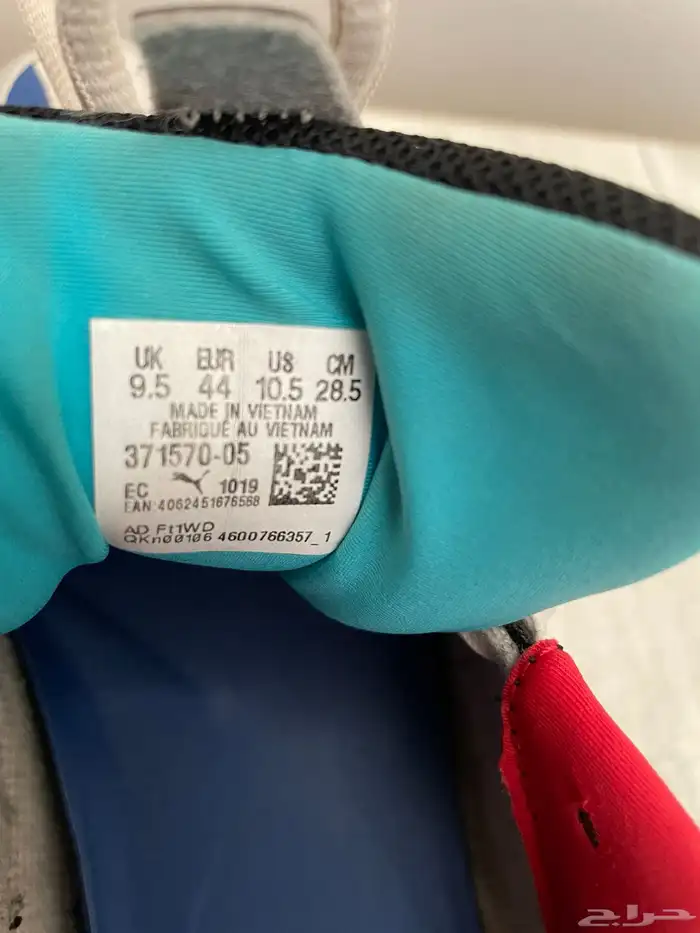 UK EUR US CM
9.5 44 10.5 28.5
MADE IN VIETNAM
FABRIQUÉ AU VIETNAM
371570-05
EC 1019
EAN:4062451676588
AD Ft1WD
QKn00106 4600766357_1
حراج